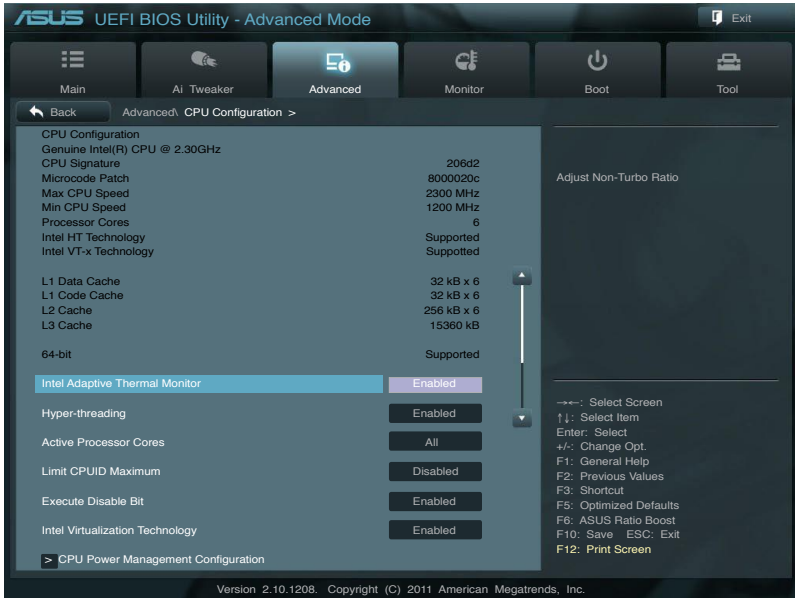 ASUS UEFI BIOS Utility - Advanced Mode
Exit
Main
Ai Tweaker
Advanced
Monitor
Boot
Tool
Back
Advanced\ CPU Configuration >
CPU Configuration
Genuine Intel(R) CPU @ 2.30GHz
CPU Signature 206d2
Microcode Patch 8000020c
Max CPU Speed 2300 MHz
Min CPU Speed 1200 MHz
Processor Cores 6
Intel HT Technology Supported
Intel VT-x Technology Suppotted
L1 Data Cache 32 kB x 6
L1 Code Cache 32 kB x 6
L2 Cache 256 kB x 6
L3 Cache 15360 kB
64-bit Supported
Intel Adaptive Thermal Monitor Enabled
Hyper-threading Enabled
Active Processor Cores All
Limit CPUID Maximum Disabled
Execute Disable Bit Enabled
Intel Virtualization Technology Enabled
> CPU Power Management Configuration
Adjust Non-Turbo Ratio
→←: Select Screen
↑↓: Select Item
Enter: Select
+/-: Change Opt.
F1: General Help
F2: Previous Values
F3: Shortcut
F5: Optimized Defaults
F6: ASUS Ratio Boost
F10: Save ESC: Exit
F12: Print Screen
Version 2.10.1208. Copyright (C) 2011 American Megatrends, Inc.